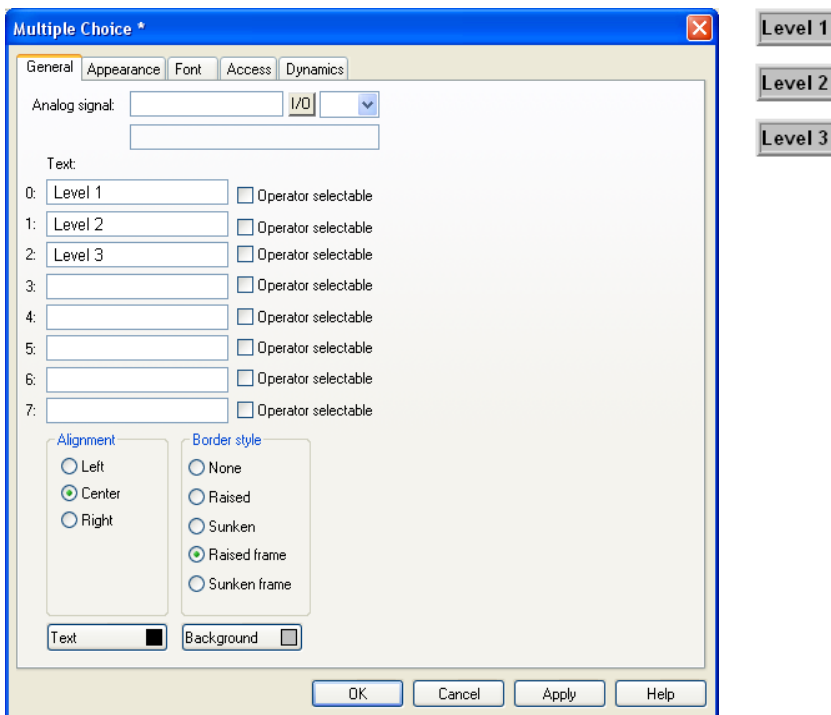 Multiple Choice *
General Appearance Font Access Dynamics
Analog signal: I/O
Text:
0: Level 1 Operator selectable
1: Level 2 Operator selectable
2: Level 3 Operator selectable
3: Operator selectable
4: Operator selectable
5: Operator selectable
6: Operator selectable
7: Operator selectable
Alignment
Left
Center
Right
Border style
None
Raised
Sunken
Raised frame
Sunken frame
Text Background
OK Cancel Apply Help
Level 1
Level 2
Level 3